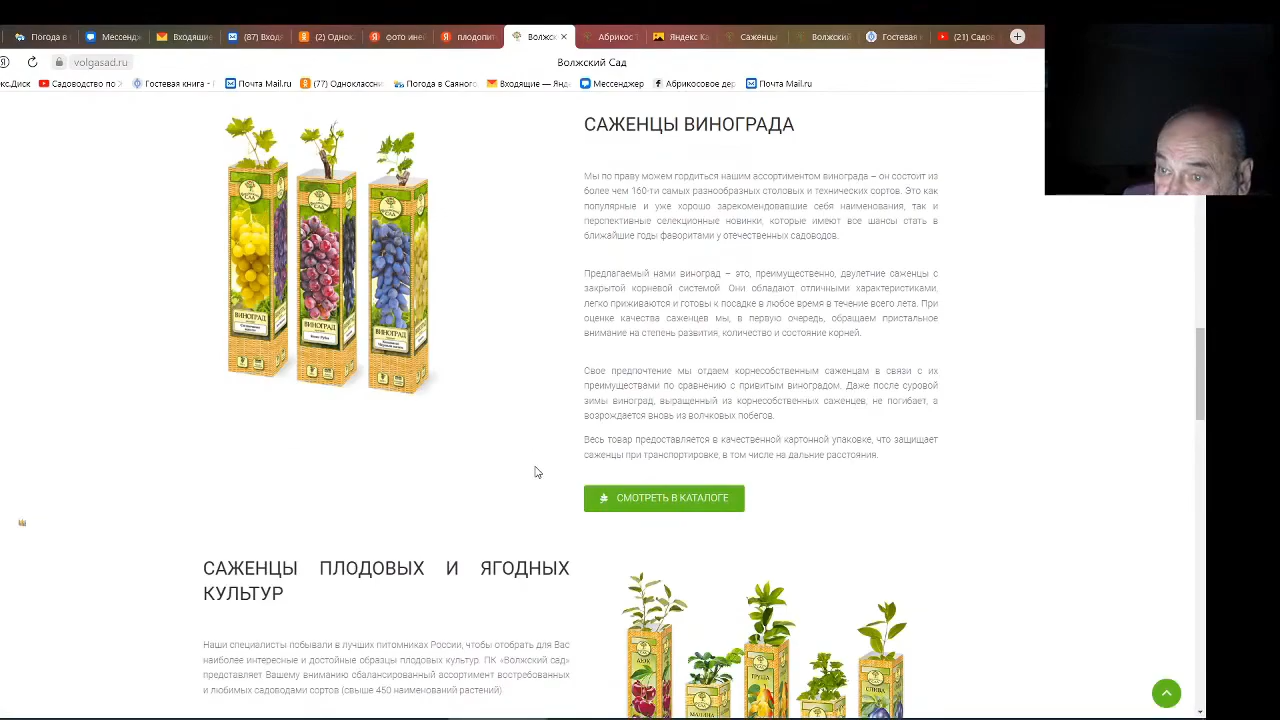 Погода в
Мессендж
Входящие
(87) Вход
(2) Однок
фото ине
плодопит
Волжск
Абрикос Т
Яндекс Ка
Саженцы
Волжский
Гостевая к
(21) Садов
volgasad.ru
Волжский Сад
кс.Диск
Садоводство по Х
Гостевая книга - Г
Почта Mail.ru
(77) Одноклассни
Погода в Саяного
Входящие — Янд
Мессенджер
Абрикосовое дер
Почта Mail.ru
САЖЕНЦЫ ВИНОГРАДА
Мы по праву можем гордиться нашим ассортиментом винограда – он состоит из
более чем 160-ти самых разнообразных столовых и технических сортов. Это как
популярные и уже хорошо зарекомендовавшие себя наименования, так и
перспективные селекционные новинки, которые имеют все шансы стать в
ближайшие годы фаворитами у отечественных садоводов.
Предлагаемый нами виноград – это, преимущественно, двулетние саженцы с
закрытой корневой системой. Они обладают отличными характеристиками,
легко приживаются и готовы к посадке в любое время в течение всего лета. При
оценке качества саженцев мы, в первую очередь, обращаем пристальное
внимание на степень развития, количество и состояние корней.
Свое предпочтение мы отдаем корнесобственным саженцам в связи с их
преимуществами по сравнению с привитым виноградом. Даже после суровой
зимы виноград, выращенный из корнесобственных саженцев, не погибает, а
возрождается вновь из волчковых побегов.
Весь товар предоставляется в качественной картонной упаковке, что защищает
саженцы при транспортировке, в том числе на дальние расстояния.
СМОТРЕТЬ В КАТАЛОГЕ
ВИНОГРАД
ВИНОГРАД
ВИНОГРАД
САЖЕНЦЫ ПЛОДОВЫХ И ЯГОДНЫХ
КУЛЬТУР
Наши специалисты побывали в лучших питомниках России, чтобы отобрать для Вас
наиболее интересные и достойные образцы плодовых культур. ПК «Волжский сад»
представляет Вашему вниманию сбалансированный ассортимент востребованных
и любимых садоводами сортов (свыше 450 наименований растений).
МАЛИНА
ГРУША
СЛИВА